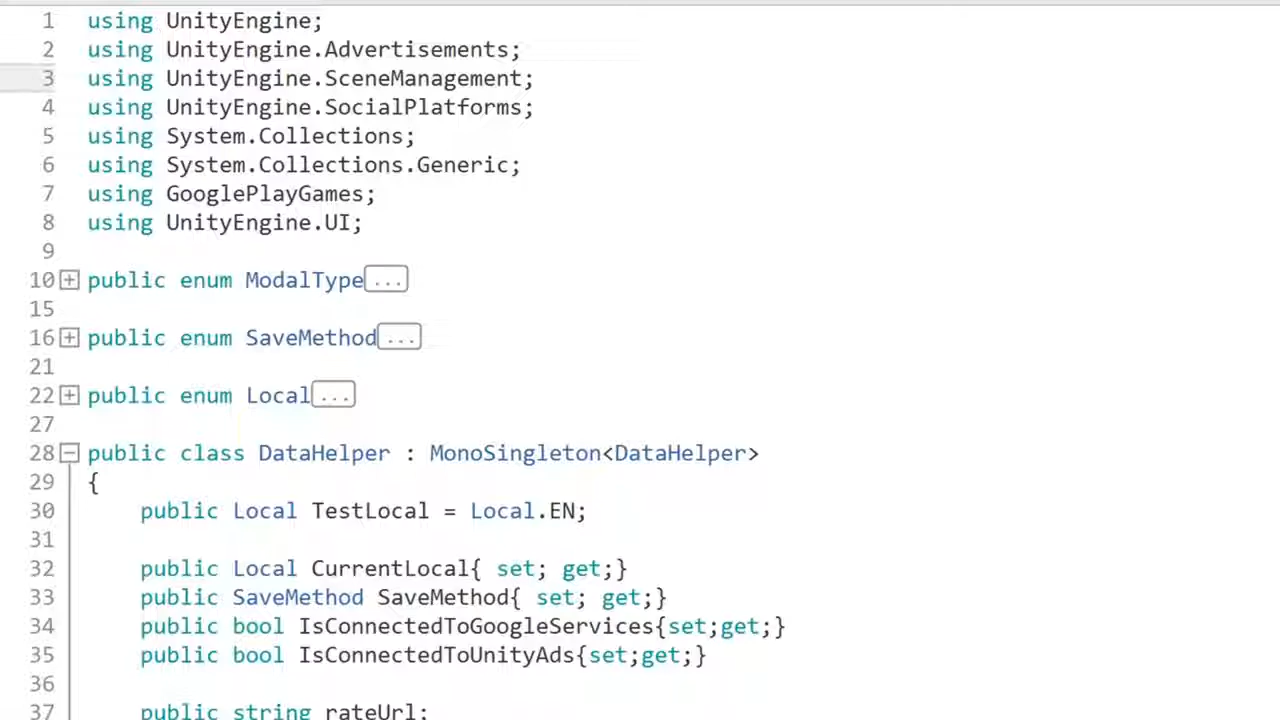 1 using UnityEngine;
2 using UnityEngine.Advertisements;
3 using UnityEngine.SceneManagement;
4 using UnityEngine.SocialPlatforms;
5 using System.Collections;
6 using System.Collections.Generic;
7 using GooglePlayGames;
8 using UnityEngine.UI;
9
10 public enum ModalType...
15
16 public enum SaveMethod...
21
22 public enum Local...
27
28 public class DataHelper : MonoSingleton<DataHelper>
29 {
30 public Local TestLocal = Local.EN;
31
32 public Local CurrentLocal{ set; get;}
33 public SaveMethod SaveMethod{ set; get;}
34 public bool IsConnectedToGoogleServices{set;get;}
35 public bool IsConnectedToUnityAds{set;get;}
36
37 public string rateUrl;